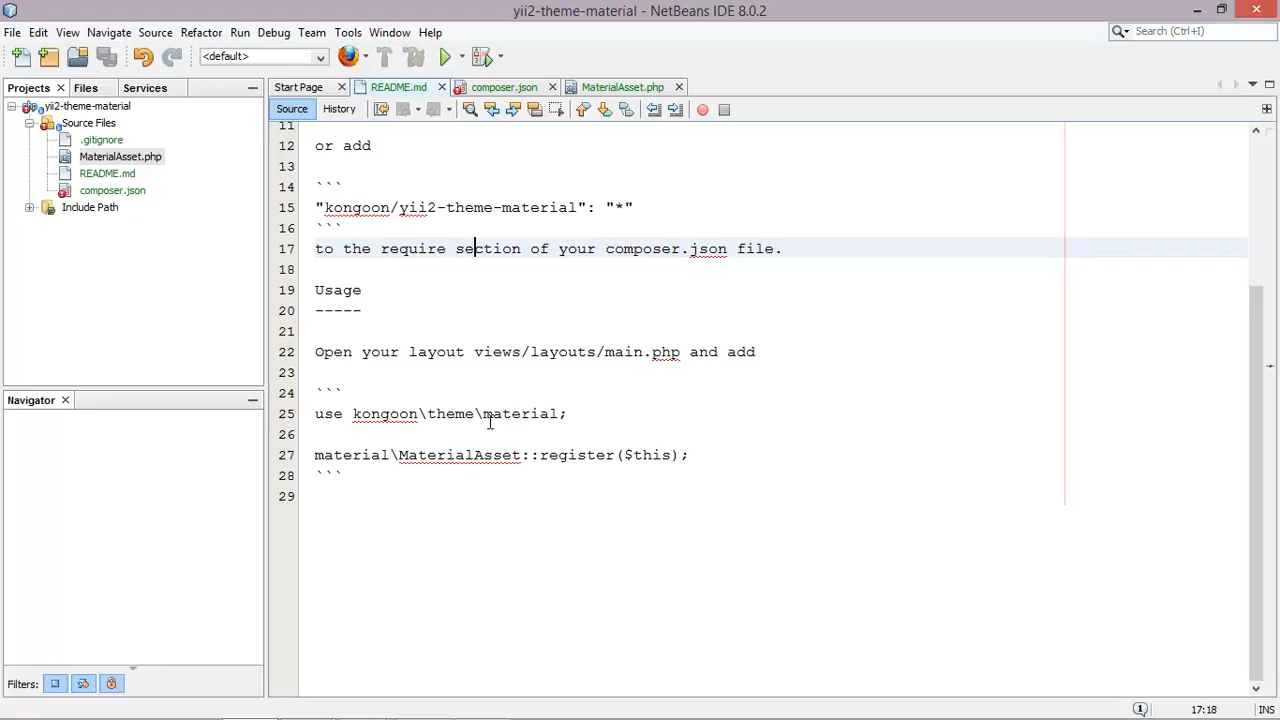 yii2-theme-material - NetBeans IDE 8.0.2
File Edit View Navigate Source Refactor Run Debug Team Tools Window Help
Search (Ctrl+I)
<default>
Projects Files Services
Start Page README.md composer.json MaterialAsset.php
yii2-theme-material
Source Files
.gitignore
MaterialAsset.php
README.md
composer.json
Include Path
Source History
11
12 or add
13
14 ```
15 "kongoon/yii2-theme-material": "*"
16 ```
17 to the require section of your composer.json file.
18
19 Usage
20 -----
21
22 Open your layout views/layouts/main.php and add
23
24 ```
25 use kongoon\theme\material;
26
27 material\MaterialAsset::register($this);
28 ```
29
Navigator
Filters:
1
17:18 INS